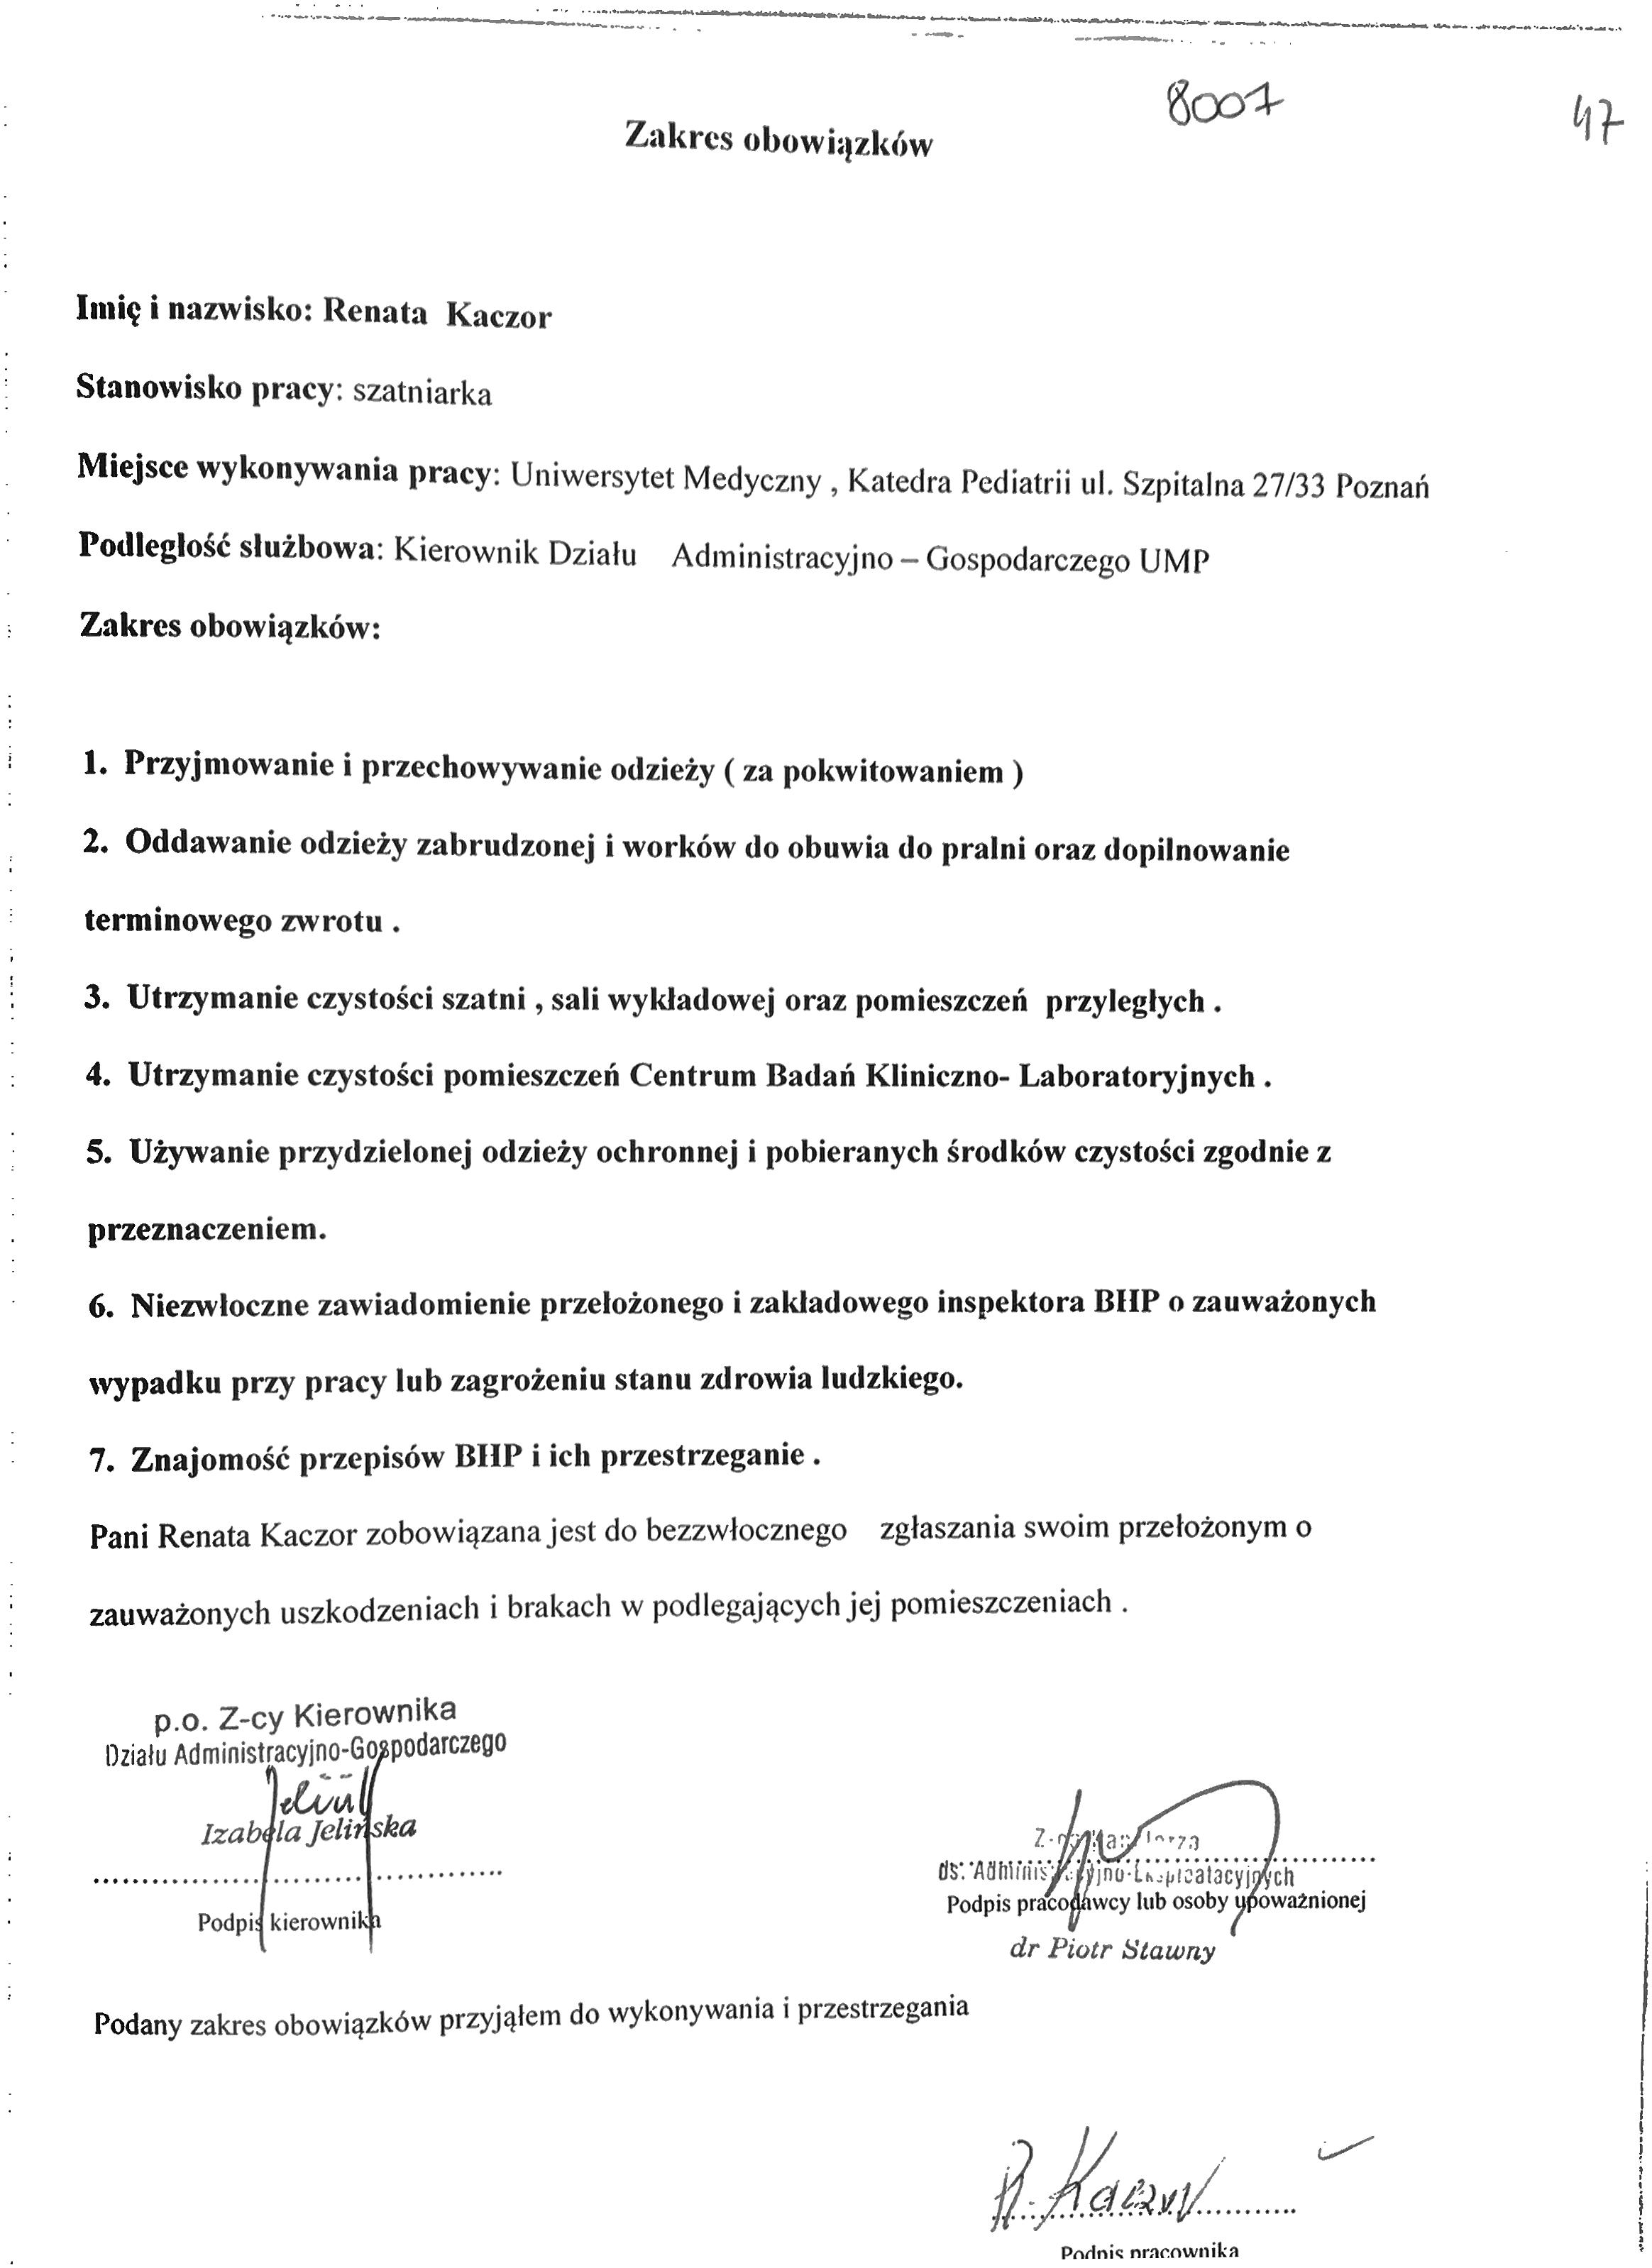 8007
47
Zakres obowiązków
Imię i nazwisko: Renata Kaczor
Stanowisko pracy: szatniarka
Miejsce wykonywania pracy: Uniwersytet Medyczny , Katedra Pediatrii ul. Szpitalna 27/33 Poznań
Podległość służbowa: Kierownik Działu Administracyjno – Gospodarczego UMP
Zakres obowiązków:
1. Przyjmowanie i przechowywanie odzieży ( za pokwitowaniem )
2. Oddawanie odzieży zabrudzonej i worków do obuwia do pralni oraz dopilnowanie
terminowego zwrotu .
3. Utrzymanie czystości szatni , sali wykładowej oraz pomieszczeń przyległych .
4. Utrzymanie czystości pomieszczeń Centrum Badań Kliniczno- Laboratoryjnych .
5. Używanie przydzielonej odzieży ochronnej i pobieranych środków czystości zgodnie z
przeznaczeniem.
6. Niezwłoczne zawiadomienie przełożonego i zakładowego inspektora BHP o zauważonych
wypadku przy pracy lub zagrożeniu stanu zdrowia ludzkiego.
7. Znajomość przepisów BHP i ich przestrzeganie .
Pani Renata Kaczor zobowiązana jest do bezzwłocznego zgłaszania swoim przełożonym o
zauważonych uszkodzeniach i brakach w podlegających jej pomieszczeniach .
p.o. Z-cy Kierownika
Działu Administracyjno-Gospodarczego
Izabela Jelińska
Podpis kierownika
Z-ca Kanclerza
ds. Administracyjno-Eksploatacyjnych
Podpis pracodawcy lub osoby upoważnionej
dr Piotr Stawny
Podany zakres obowiązków przyjąłem do wykonywania i przestrzegania
R. Kaczor
Podpis pracownika